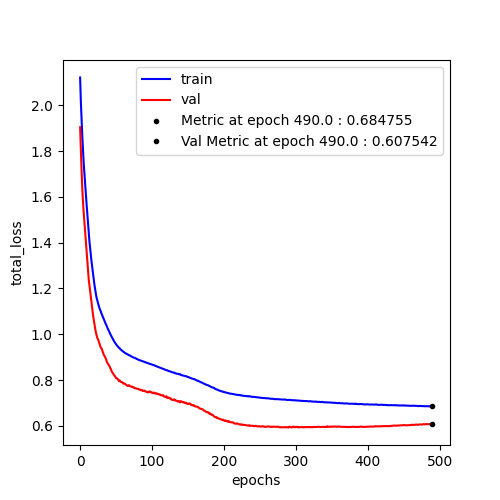 train
val
Metric at epoch 490.0 : 0.684755
Val Metric at epoch 490.0 : 0.607542
2.0
1.8
1.6
1.4
1.2
1.0
0.8
0.6
total_loss
0 100 200 300 400 500
epochs